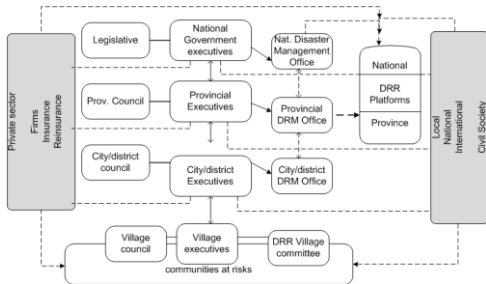 Private sector
Firms
Insurance
Reinsurance
Legislative
National
Government
executives
Nat. Disaster
Management
Office
Prov. Council
Provincial
Executives
Provincial
DRM Office
National
DRR
Platforms
Province
City/district
council
City/district
Executives
City/district
DRM Office
Village
council
Village
executives
DRR Village
committee
communities at risks
Local
National
International
Civil Society